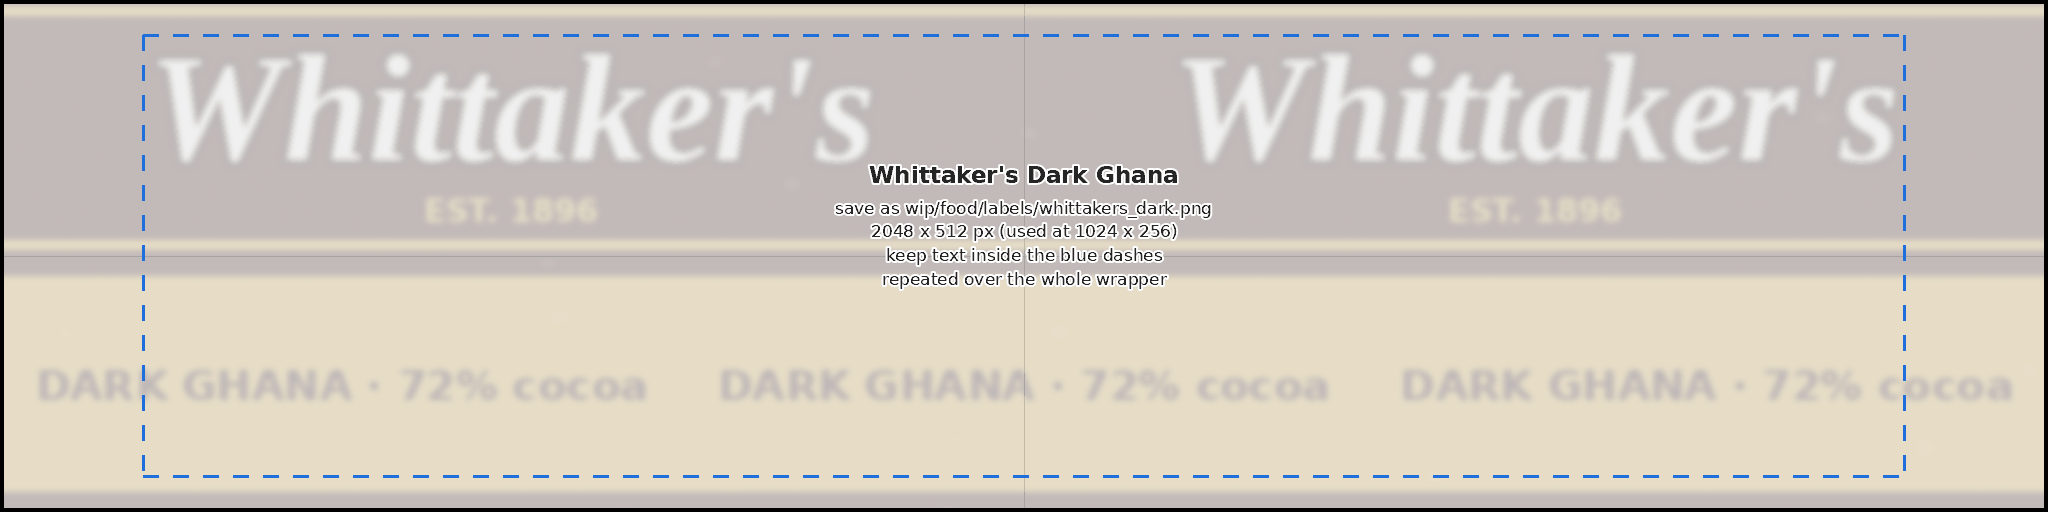 Whittaker's Whittaker's
Whittaker's Dark Ghana
save as wip/food/labels/whittakers_dark.png
EST. 1896 EST. 1896
2048 x 512 px (used at 1024 x 256)
keep text inside the blue dashes
repeated over the whole wrapper
DARK GHANA · 72% cocoa DARK GHANA · 72% cocoa DARK GHANA · 72% cocoa